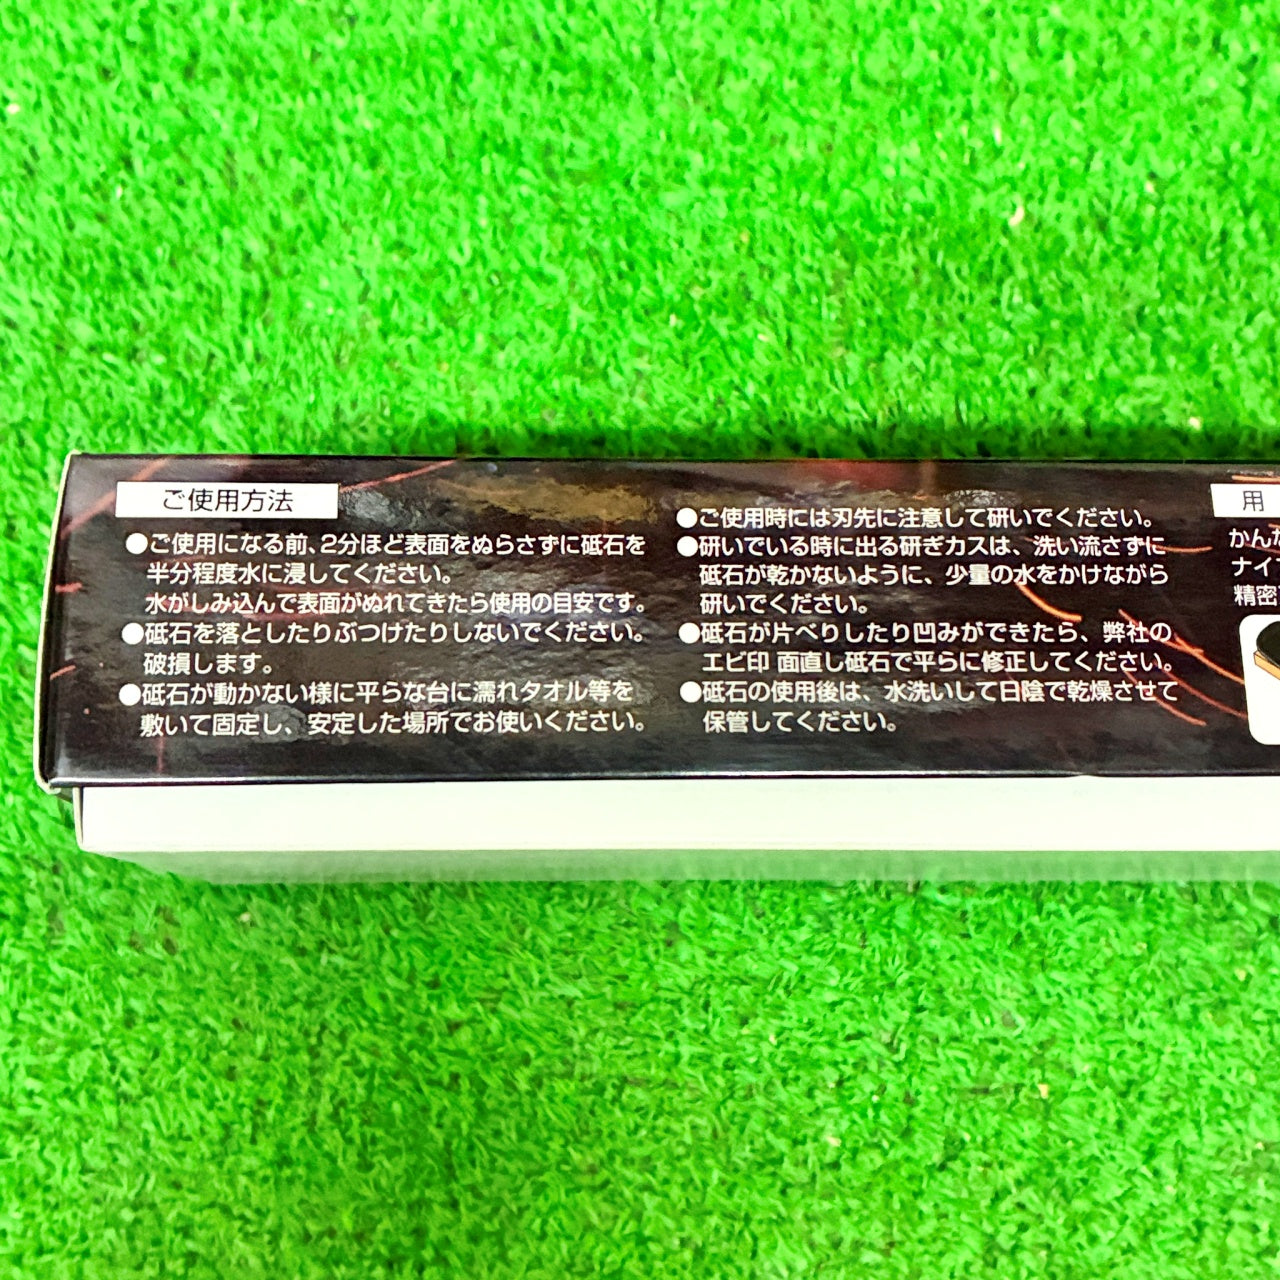 ご使用方法
●ご使用になる前、2分ほど表面をぬらさずに砥石を
半分程度水に浸してください。
水がしみ込んで表面がぬれてきたら使用の目安です。
●砥石を落としたりぶつけたりしないでください。
破損します。
●砥石が動かない様に平らな台に濡れタオル等を
敷いて固定し、安定した場所でお使いください。
●ご使用時には刃先に注意して研いでください。
●研いでいる時に出る研ぎカスは、洗い流さずに
砥石が乾かないように、少量の水をかけながら
研いでください。
●砥石が片べりしたり凹みができたら、弊社の
エビ印 面直し砥石で平らに修正してください。
●砥石の使用後は、水洗いして日陰で乾燥させて
保管してください。
用
かんな
ナイフ
精密